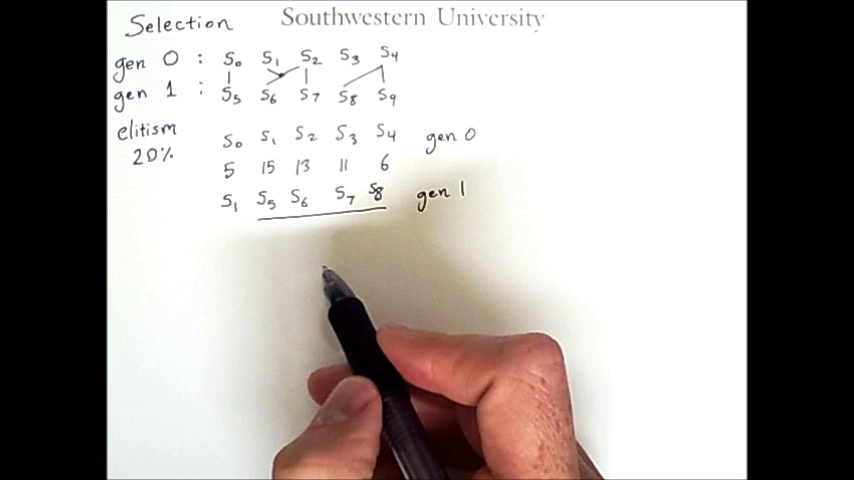 Southwestern University
Selection
gen 0 : S₀ S₁ S₂ S₃ S₄
gen 1 : S₅ S₆ S₇ S₈ S₉
elitism S₀ S₁ S₂ S₃ S₄ gen 0
20% 5 15 13 11 6
S₁ S₅ S₆ S₇ S₈ gen 1